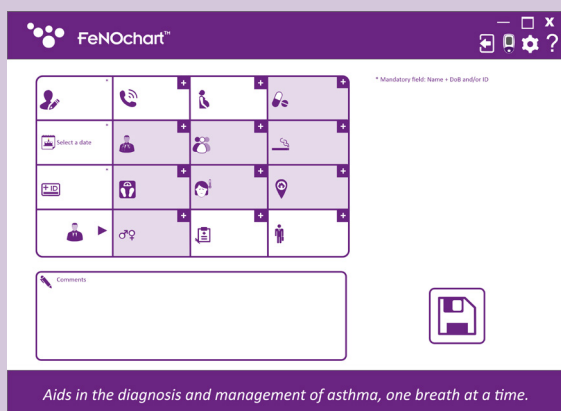 FeNOchart™
* Mandatory field: Name + DoB and/or ID
Select a date
+ ID
Comments
Aids in the diagnosis and management of asthma, one breath at a time.